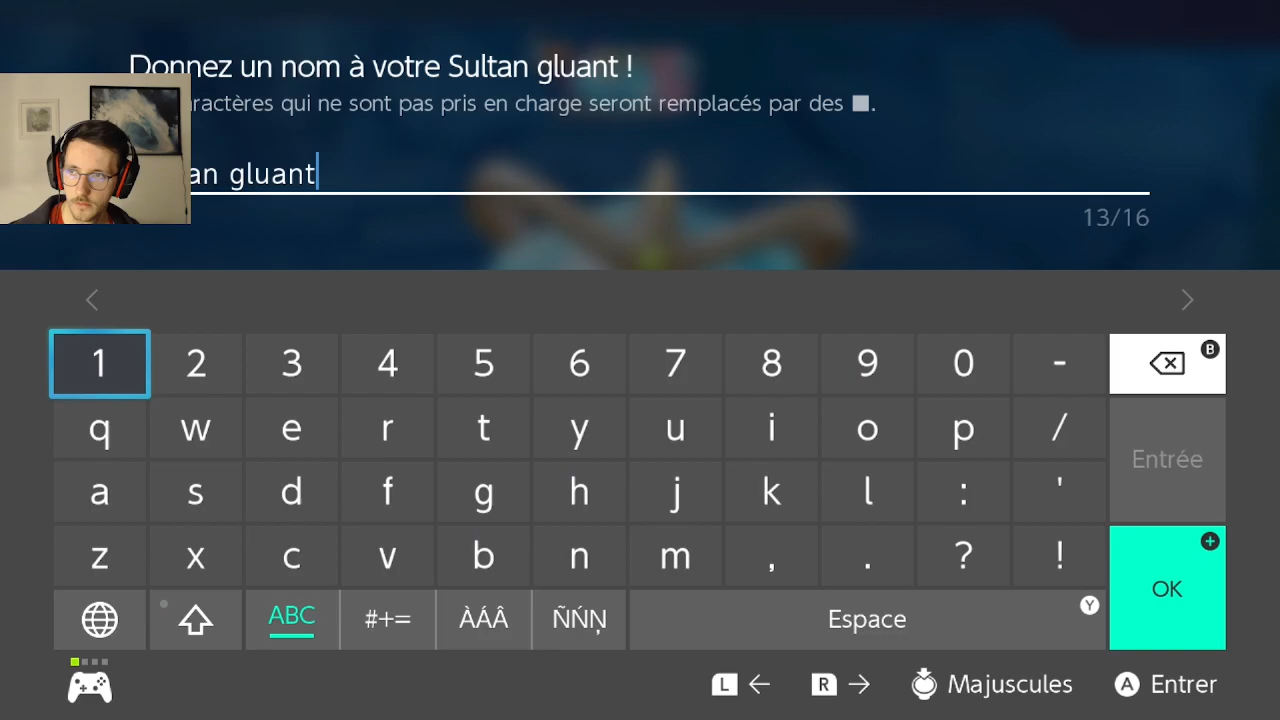 Donnez un nom à votre Sultan gluant !
aractères qui ne sont pas pris en charge seront remplacés par des ■.
an gluant
13/16
1 2 3 4 5 6 7 8 9 0 - B
q w e r t y u i o p / Entrée
a s d f g h j k l : '
z x c v b n m , . ? ! + OK
ABC #+= ÀÁÂ ÑŃŅ Espace Y
L ← R → Majuscules A Entrer